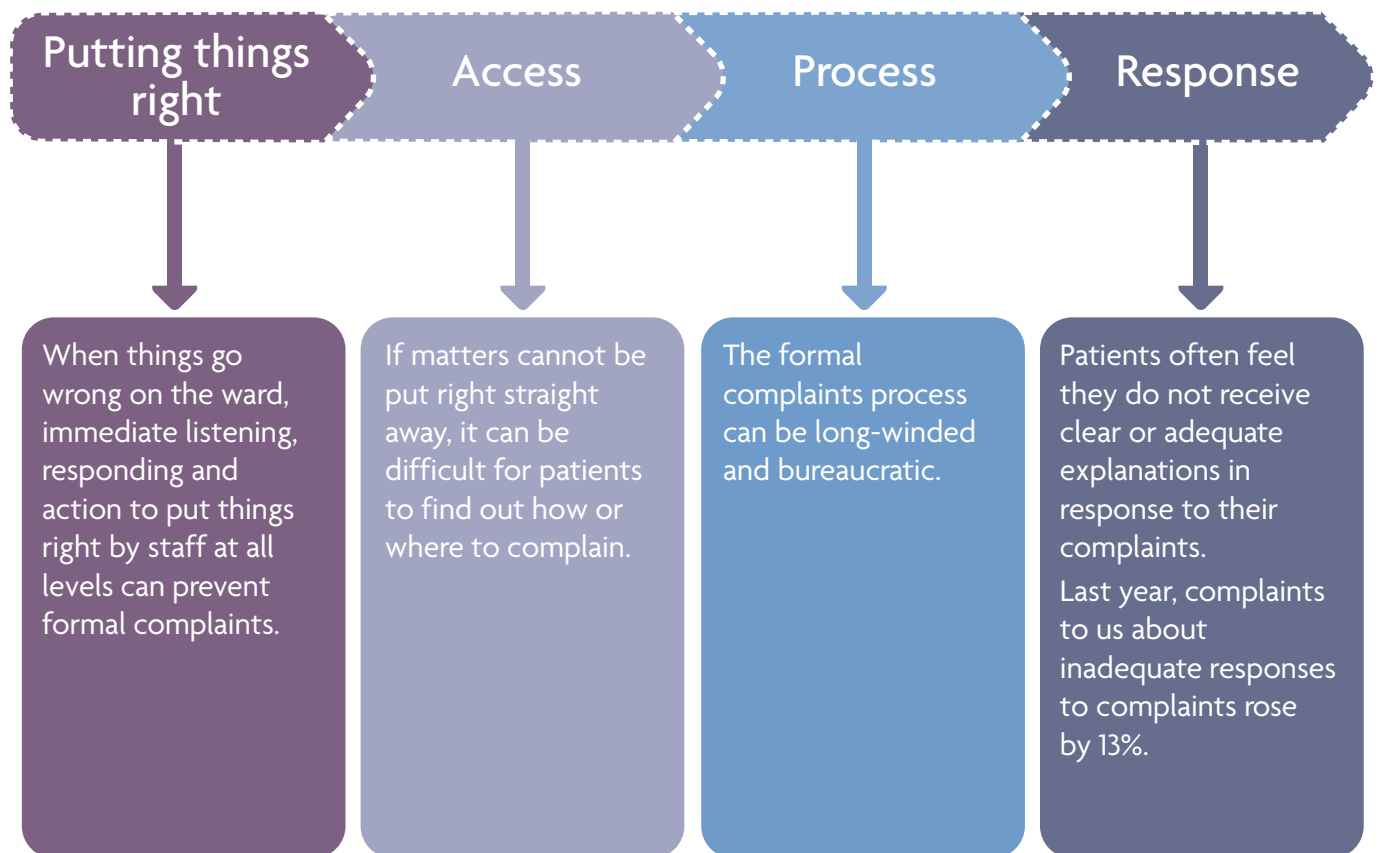 Putting things
right
Access
Process
Response
When things go
wrong on the ward,
immediate listening,
responding and
action to put things
right by staff at all
levels can prevent
formal complaints.
If matters cannot be
put right straight
away, it can be
difficult for patients
to find out how or
where to complain.
The formal
complaints process
can be long-winded
and bureaucratic.
Patients often feel
they do not receive
clear or adequate
explanations in
response to their
complaints.
Last year, complaints
to us about
inadequate responses
to complaints rose
by 13%.